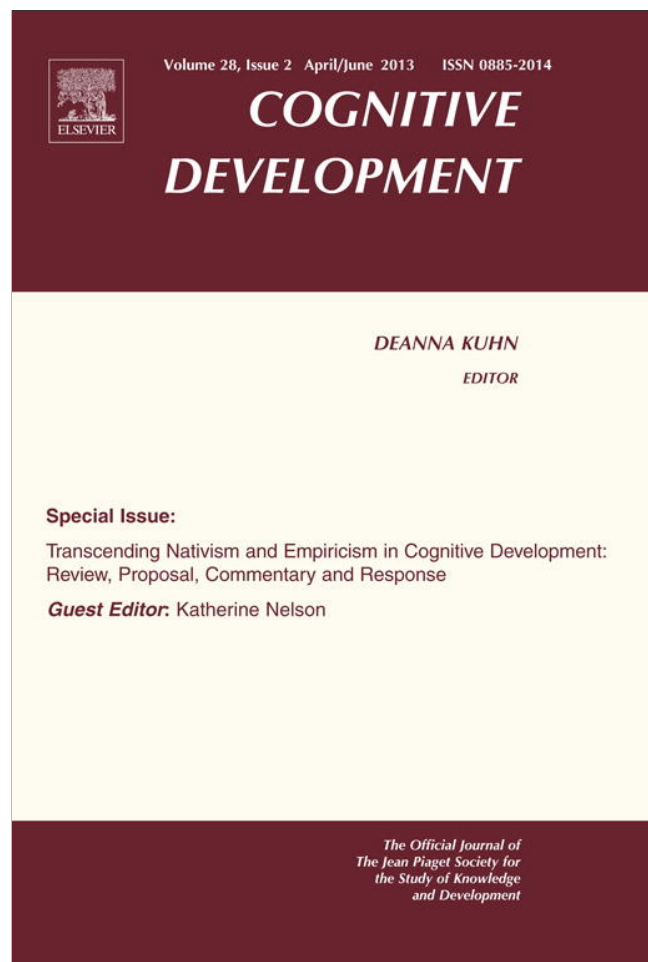 Volume 28, Issue 2 April/June 2013 ISSN 0885-2014
ELSEVIER
COGNITIVE
DEVELOPMENT
DEANNA KUHN
EDITOR
Special Issue:
Transcending Nativism and Empiricism in Cognitive Development:
Review, Proposal, Commentary and Response
Guest Editor: Katherine Nelson
The Official Journal of
The Jean Piaget Society for
the Study of Knowledge
and Development